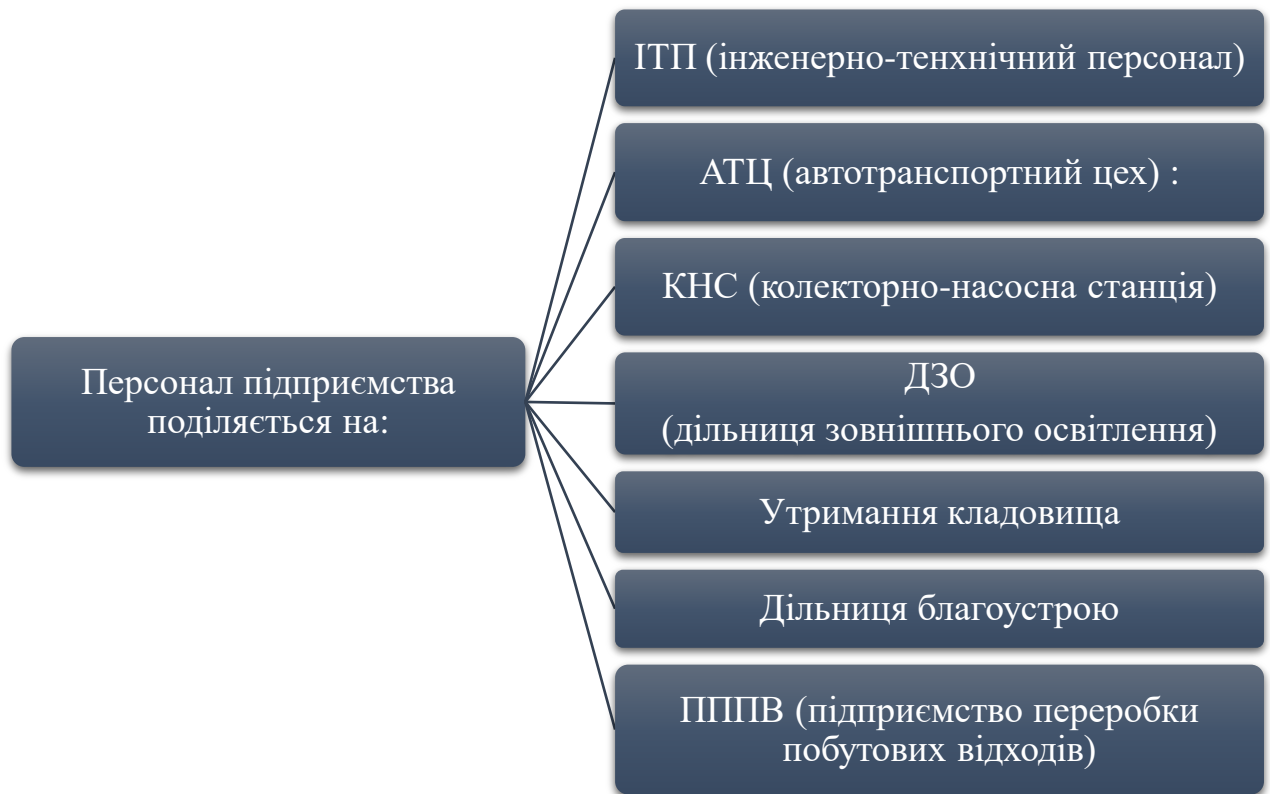 ІТП (інженерно-тенхнічний персонал)
АТЦ (автотранспортний цех) :
КНС (колекторно-насосна станція)
Персонал підприємства
поділяється на:
ДЗО
(дільниця зовнішнього освітлення)
Утримання кладовища
Дільниця благоустрою
ПППВ (підприємство переробки
побутових відходів)